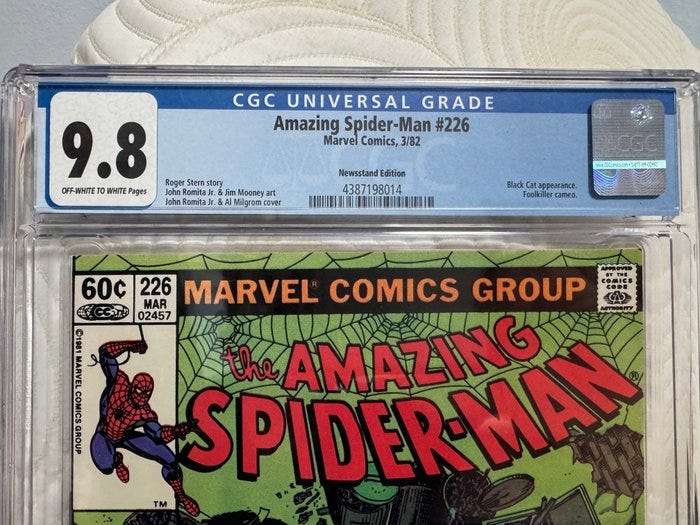 CGC UNIVERSAL GRADE
9.8
OFF-WHITE TO WHITE Pages
Amazing Spider-Man #226
Marvel Comics, 3/82
Newsstand Edition
4387198014
Roger Stern story
John Romita Jr. & Jim Mooney art
John Romita Jr. & Al Milgrom cover
Black Cat appearance.
Foolkiller cameo.
CGC
60¢
226
MAR
02457
CC
MARVEL® COMICS GROUP
APPROVED
BY THE
COMICS
CODE
CA
AUTHORITY
©1981 MARVEL COMICS GROUP
the AMAZING
SPIDER-MAN®
TM